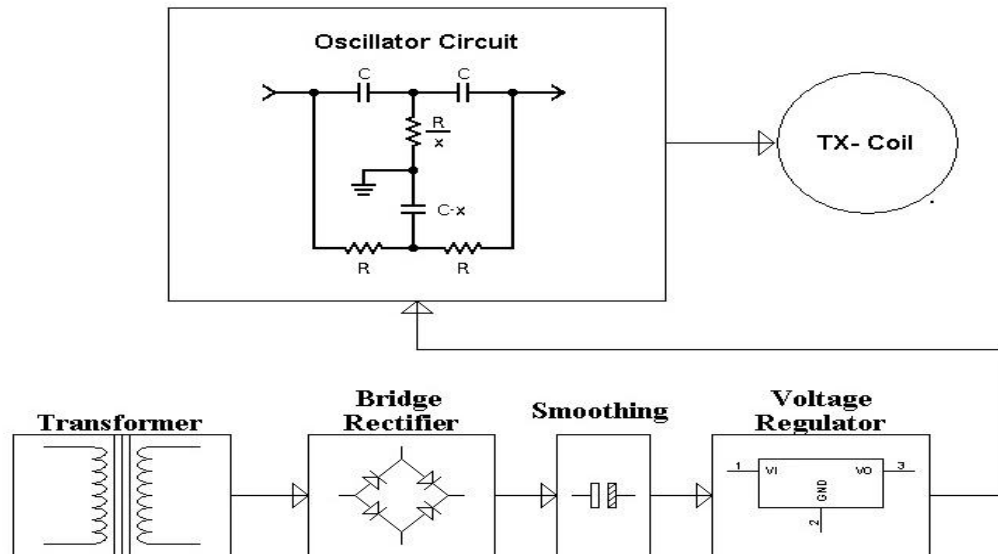 Oscillator Circuit
C C
R
x
C·x
R R
TX- Coil
Transformer
Bridge
Rectifier
Smoothing
Voltage
Regulator
1 VI VO 3
GND
2